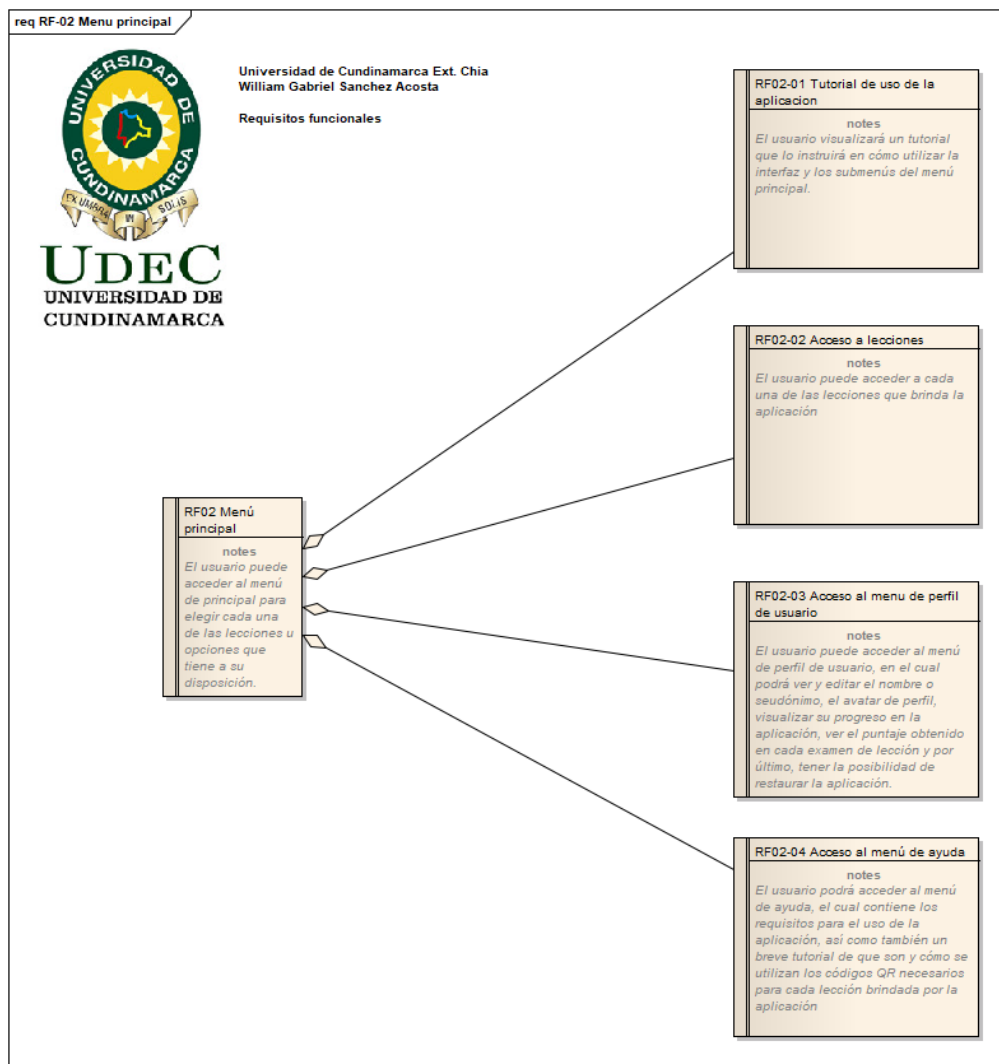 req RF-02 Menu principal
UNIVERSIDAD DE
CUNDINAMARCA
EX UMBRA
IN
SOLIS
UDEC
UNIVERSIDAD DE
CUNDINAMARCA
Universidad de Cundinamarca Ext. Chia
William Gabriel Sanchez Acosta
Requisitos funcionales
RF02 Menú
principal
notes
El usuario puede
acceder al menú
de principal para
elegir cada una
de las lecciones u
opciones que
tiene a su
disposición.
RF02-01 Tutorial de uso de la
aplicacion
notes
El usuario visualizará un tutorial
que lo instruirá en cómo utilizar la
interfaz y los submenús del menú
principal.
RF02-02 Acceso a lecciones
notes
El usuario puede acceder a cada
una de las lecciones que brinda la
aplicación
RF02-03 Acceso al menu de perfil
de usuario
notes
El usuario puede acceder al menú
de perfil de usuario, en el cual
podrá ver y editar el nombre o
seudónimo, el avatar de perfil,
visualizar su progreso en la
aplicación, ver el puntaje obtenido
en cada examen de lección y por
último, tener la posibilidad de
restaurar la aplicación.
RF02-04 Acceso al menú de ayuda
notes
El usuario podrá acceder al menú
de ayuda, el cual contiene los
requisitos para el uso de la
aplicación, así como también un
breve tutorial de que son y cómo se
utilizan los códigos QR necesarios
para cada lección brindada por la
aplicación